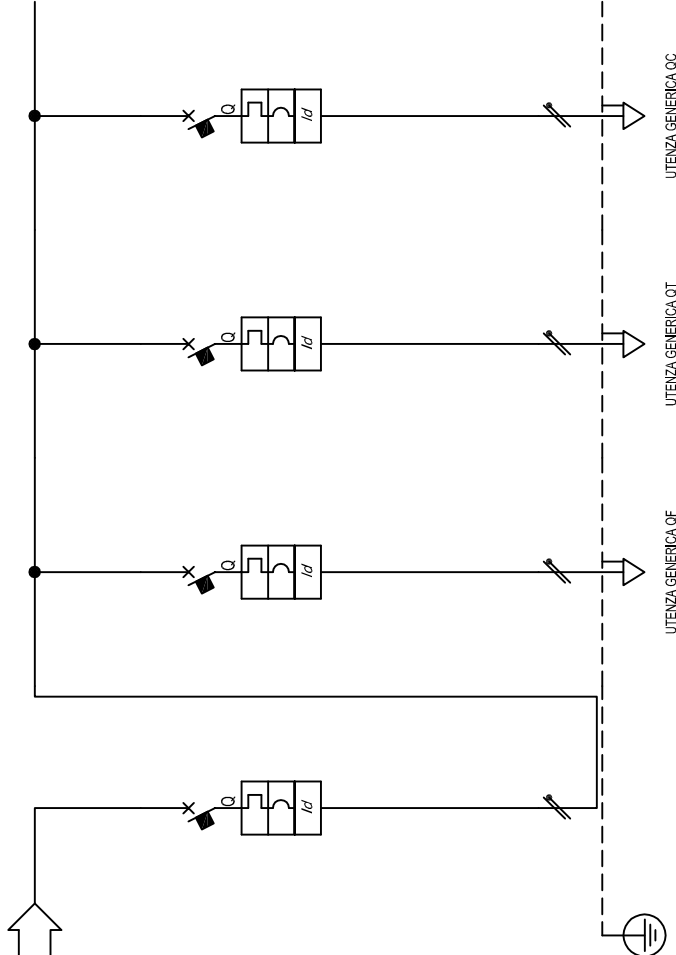 Q
Id
UTENZA GENERICA QC
Q
Id
UTENZA GENERICA QT
Q
Id
UTENZA GENERICA QF
Q
Id